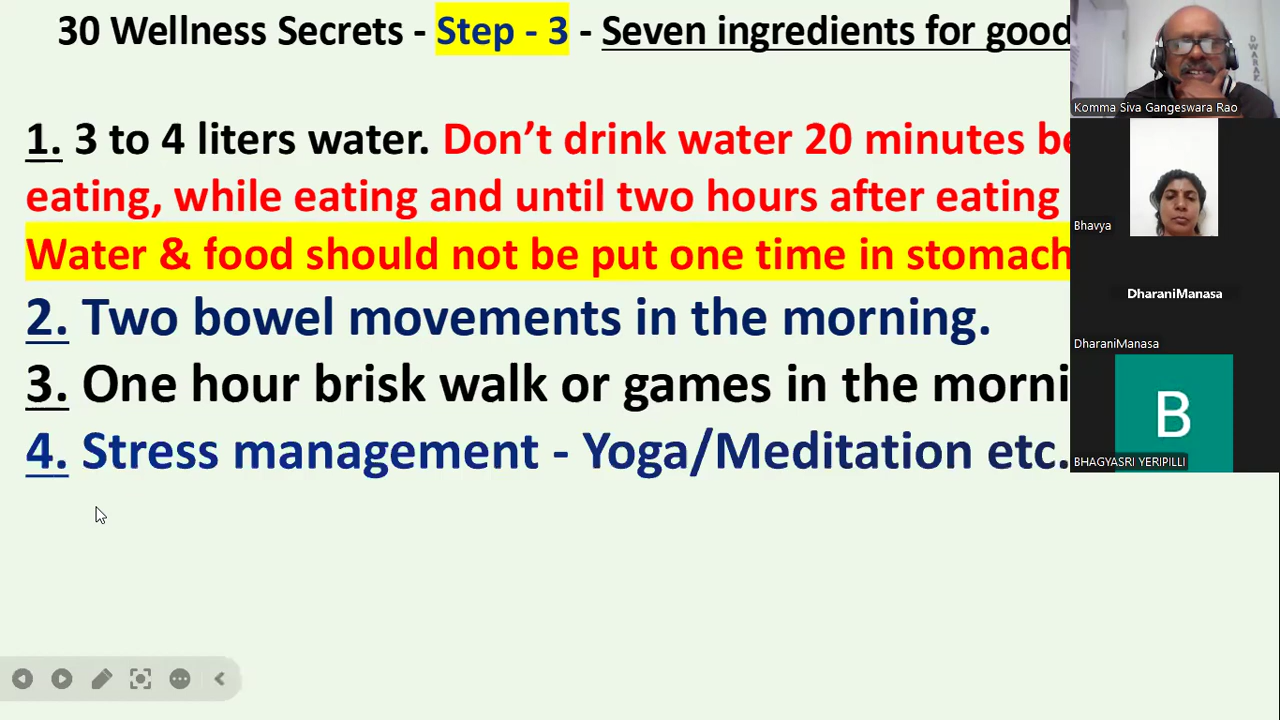 30 Wellness Secrets - Step - 3 - Seven ingredients for good
1. 3 to 4 liters water. Don't drink water 20 minutes
eating, while eating and until two hours after eating
Water & food should not be put one time in stomach
2. Two bowel movements in the morning.
3. One hour brisk walk or games in the
4. Stress management - Yoga/Meditation etc.
DWARAK
Komma Siva Gangeswara Rao
Bhavya
DharaniManasa
DharaniManasa
B
BHAGYASRI YERIPILLI